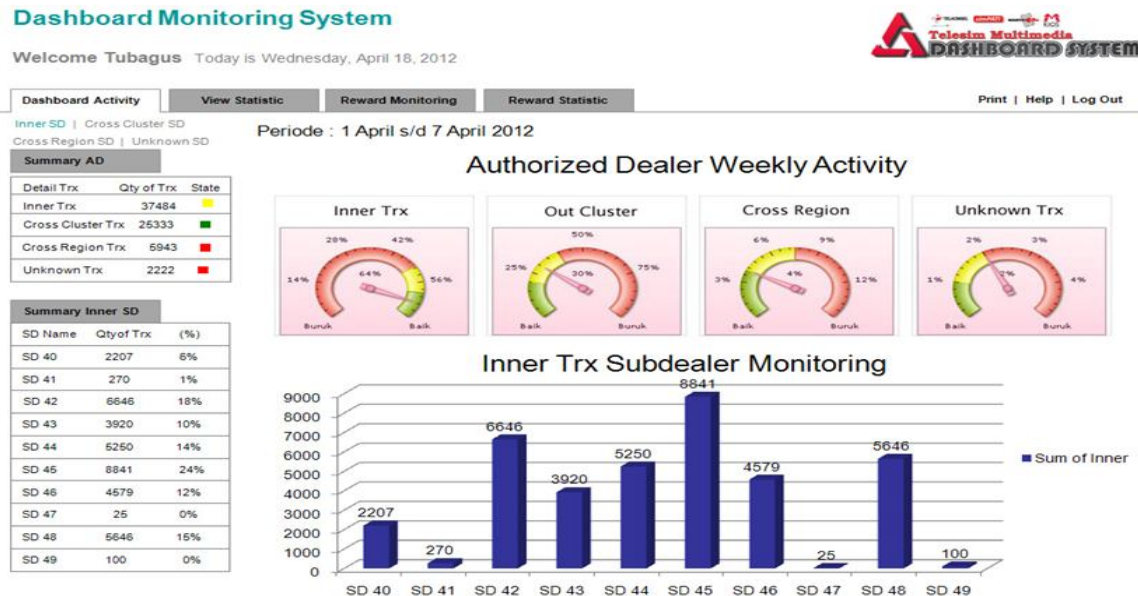 Dashboard Monitoring System
Welcome Tubagus Today is Wednesday, April 18, 2012
TELKOMSEL simPATI KIOS
Telesim Multimedia
DASHBOARD SYSTEM
Dashboard Activity View Statistic Reward Monitoring Reward Statistic
Print | Help | Log Out
Inner SD | Cross Cluster SD
Cross Region SD | Unknown SD
Summary AD
Detail Trx Qty of Trx State
Inner Trx 37484
Cross Cluster Trx 25333
Cross Region Trx 5943
Unknown Trx 2222
Summary Inner SD
SD Name Qtyof Trx (%)
SD 40 2207 6%
SD 41 270 1%
SD 42 6646 18%
SD 43 3920 10%
SD 44 5250 14%
SD 45 8841 24%
SD 46 4579 12%
SD 47 25 0%
SD 48 5646 15%
SD 49 100 0%
Periode : 1 April s/d 7 April 2012
Authorized Dealer Weekly Activity
Inner Trx
28% 42%
14% 64% 56%
Buruk Baik
Out Cluster
50%
25% 30% 75%
Baik Buruk
Cross Region
6% 9%
3% 4% 12%
Baik Buruk
Unknown Trx
2% 3%
1% 2% 4%
Baik Buruk
Inner Trx Subdealer Monitoring
9000
8000
7000
6000
5000
4000
3000
2000
1000
0
2207 270 6646 3920 5250 8841 4579 25 5646 100
SD 40 SD 41 SD 42 SD 43 SD 44 SD 45 SD 46 SD 47 SD 48 SD 49
Sum of Inner